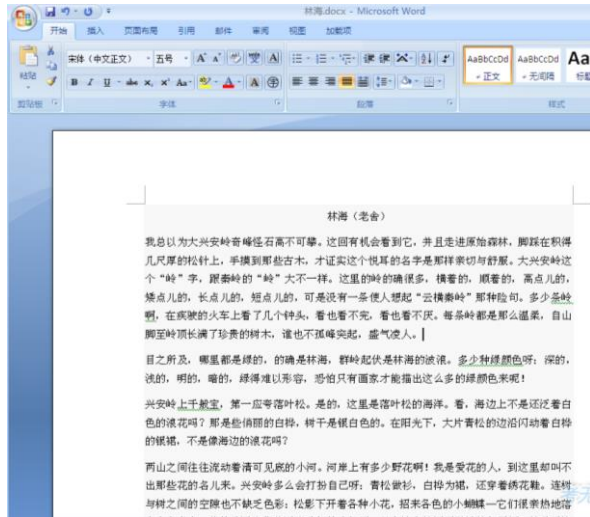 林海.docx - Microsoft Word
开始 插入 页面布局 引用 邮件 审阅 视图 加载项
宋体 (中文正文) 五号
粘贴
B I U abe x₂ x² Aa A A
AaBbCcDd AaBbCcDd Aa
正文 无间隔 标题
剪贴板 字体 段落 样式
林海（老舍）
我总以为大兴安岭奇峰怪石高不可攀。这回有机会看到它，并且走进原始森林，脚踩在积得
几尺厚的松针上，手摸到那些古木，才证实这个悦耳的名字是那样亲切与舒服。大兴安岭这
个“岭”字，跟秦岭的“岭”大不一样。这里的岭的确很多，横着的，顺着的，高点儿的，
矮点儿的，长点儿的，短点儿的，可是没有一条使人想起“云横秦岭”那种险句。多少条岭
啊，在疾驶的火车上看了几个钟头，看也看不完，看也看不厌。每条岭都是那么温柔，自山
脚至岭顶长满了珍贵的树木，谁也不孤峰突起，盛气凌人。
目之所及，哪里都是绿的，的确是林海，群岭起伏是林海的波浪。多少种绿颜色呀：深的，
浅的，明的，暗的，绿得难以形容，恐怕只有画家才能描出这么多的绿颜色来呢！
兴安岭上千般宝，第一应夸落叶松。是的，这里是落叶松的海洋。看，海边上不是还泛着白
色的浪花吗？那是些俏丽的白桦，树干是银白色的。在阳光下，大片青松的边沿闪动着白桦
的银裙，不是像海边的浪花吗？
两山之间往往流动着清可见底的小河。河岸上有多少野花啊！我是爱花的人，到这里却叫不
出那些花的名儿来。兴安岭多么会打扮自己呀：青松做衫，白桦为裙，还穿着绣花鞋。连树
与树之间的空隙也不缺乏色彩：松影下开着各种小花，招来各色的小蝴蝶—它们很亲热地落